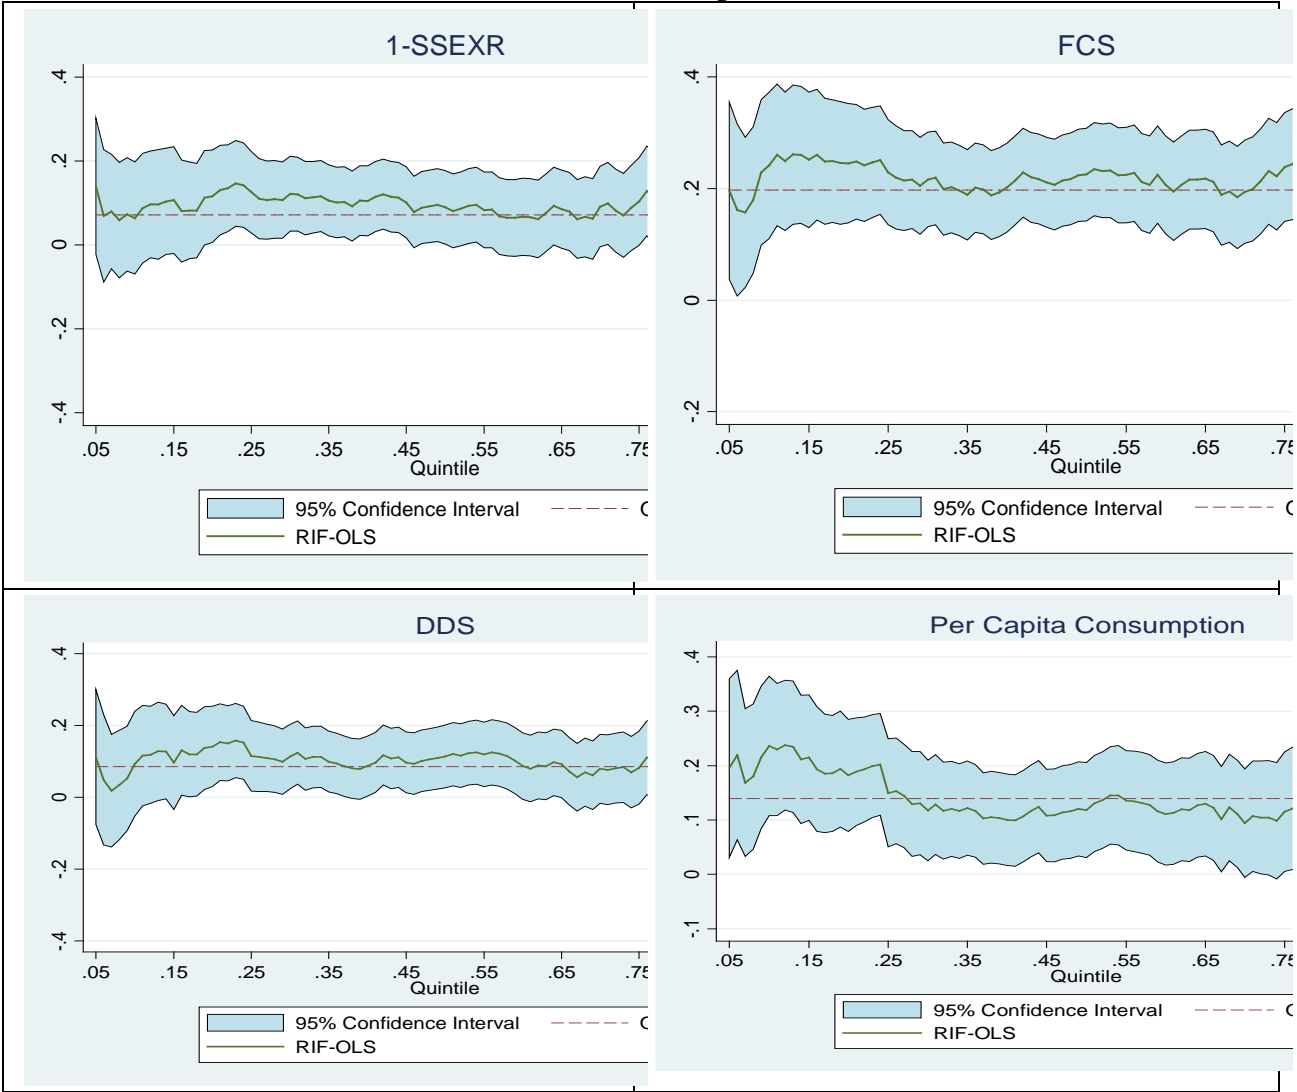 1-SSEXR
.4
.2
0
-.2
-.4
.05 .15 .25 .35 .45 .55 .65 .75
Quintile
95% Confidence Interval
RIF-OLS
FCS
.4
.2
0
-.2
.05 .15 .25 .35 .45 .55 .65 .75
Quintile
95% Confidence Interval
RIF-OLS
DDS
.4
.2
0
-.2
-.4
.05 .15 .25 .35 .45 .55 .65 .75
Quintile
95% Confidence Interval
RIF-OLS
Per Capita Consumption
.4
.3
.2
.1
0
-.1
.05 .15 .25 .35 .45 .55 .65 .75
Quintile
95% Confidence Interval
RIF-OLS